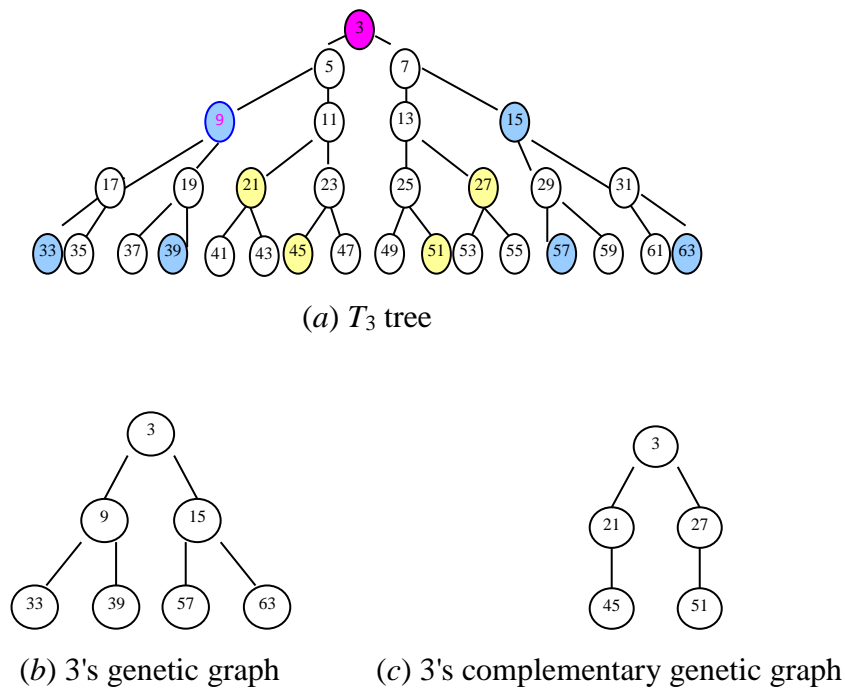 3
5 7
9 11 13 15
17 19 21 23 25 27 29 31
33 35 37 39 41 43 45 47 49 51 53 55 57 59 61 63
(a) T₃ tree
3
9 15
33 39 57 63
(b) 3's genetic graph
3
21 27
45 51
(c) 3's complementary genetic graph